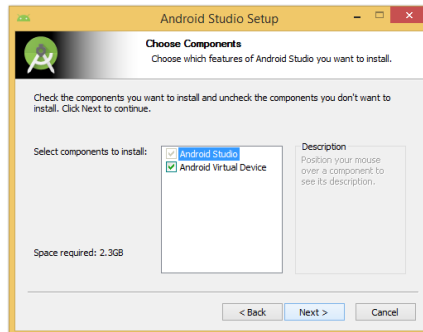 Android Studio Setup
Choose Components
Choose which features of Android Studio you want to install.
Check the components you want to install and uncheck the components you don't want to
install. Click Next to continue.
Select components to install:
Android Studio
Android Virtual Device
Description
Position your mouse
over a component to
see its description.
Space required: 2.3GB
< Back
Next >
Cancel